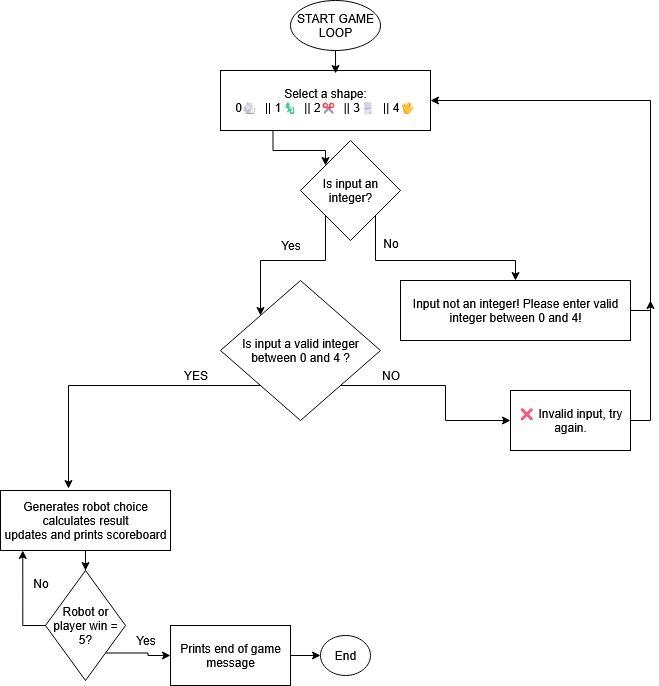 START GAME
LOOP
Select a shape:
0🪨 || 1🦎 || 2✂️ || 3📄 || 4🖖
Is input an
integer?
Yes
No
Input not an integer! Please enter valid
integer between 0 and 4!
Is input a valid integer
between 0 and 4 ?
YES
NO
❌ Invalid input, try
again.
Generates robot choice
calculates result
updates and prints scoreboard
No
Robot or
player win =
5?
Yes
Prints end of game
message
End